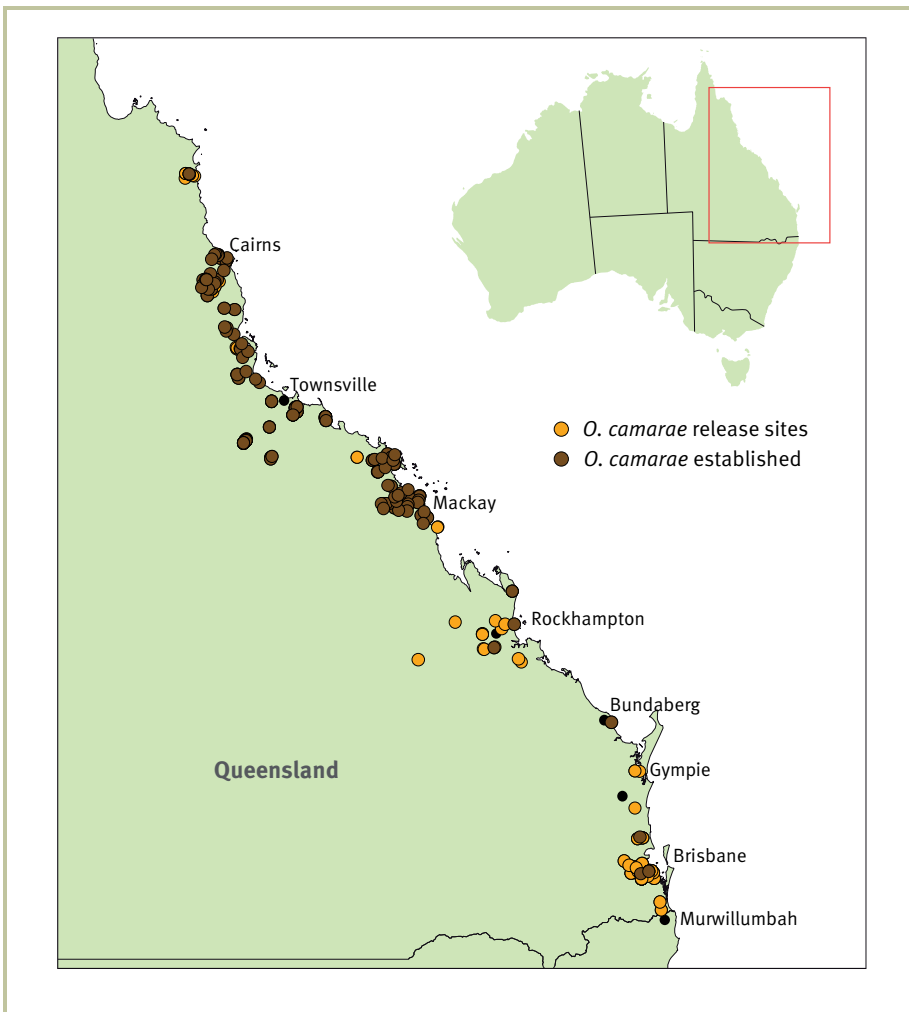 Cairns
Townsville
O. camarae release sites
O. camarae established
Mackay
Rockhampton
Bundaberg
Queensland
Gympie
Brisbane
Murwillumbah